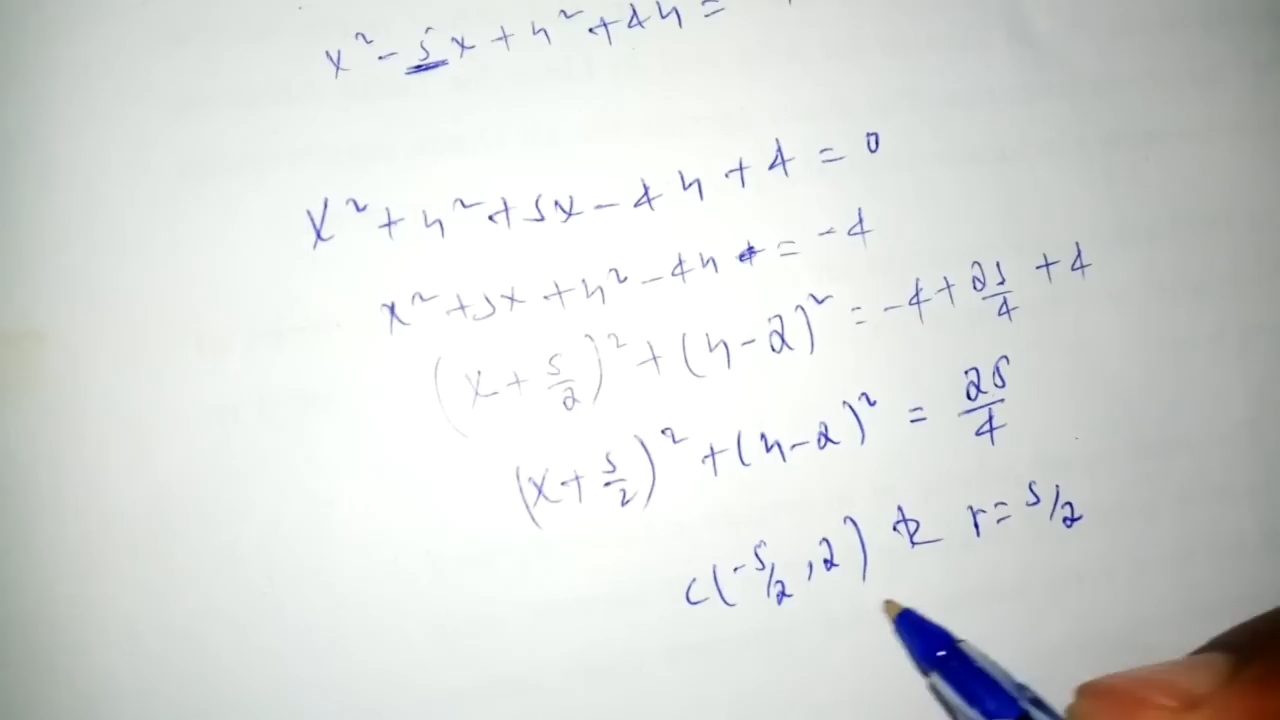 x² - 5x + y² + 4y =
x² + y² + 5x - 4y + 4 = 0
x² + 5x + y² - 4y = -4
(x + 5/2)² + (y - 2)² = -4 + 25/4 + 4
(x + 5/2)² + (y - 2)² = 25/4
C(-5/2, 2) & r = 5/2